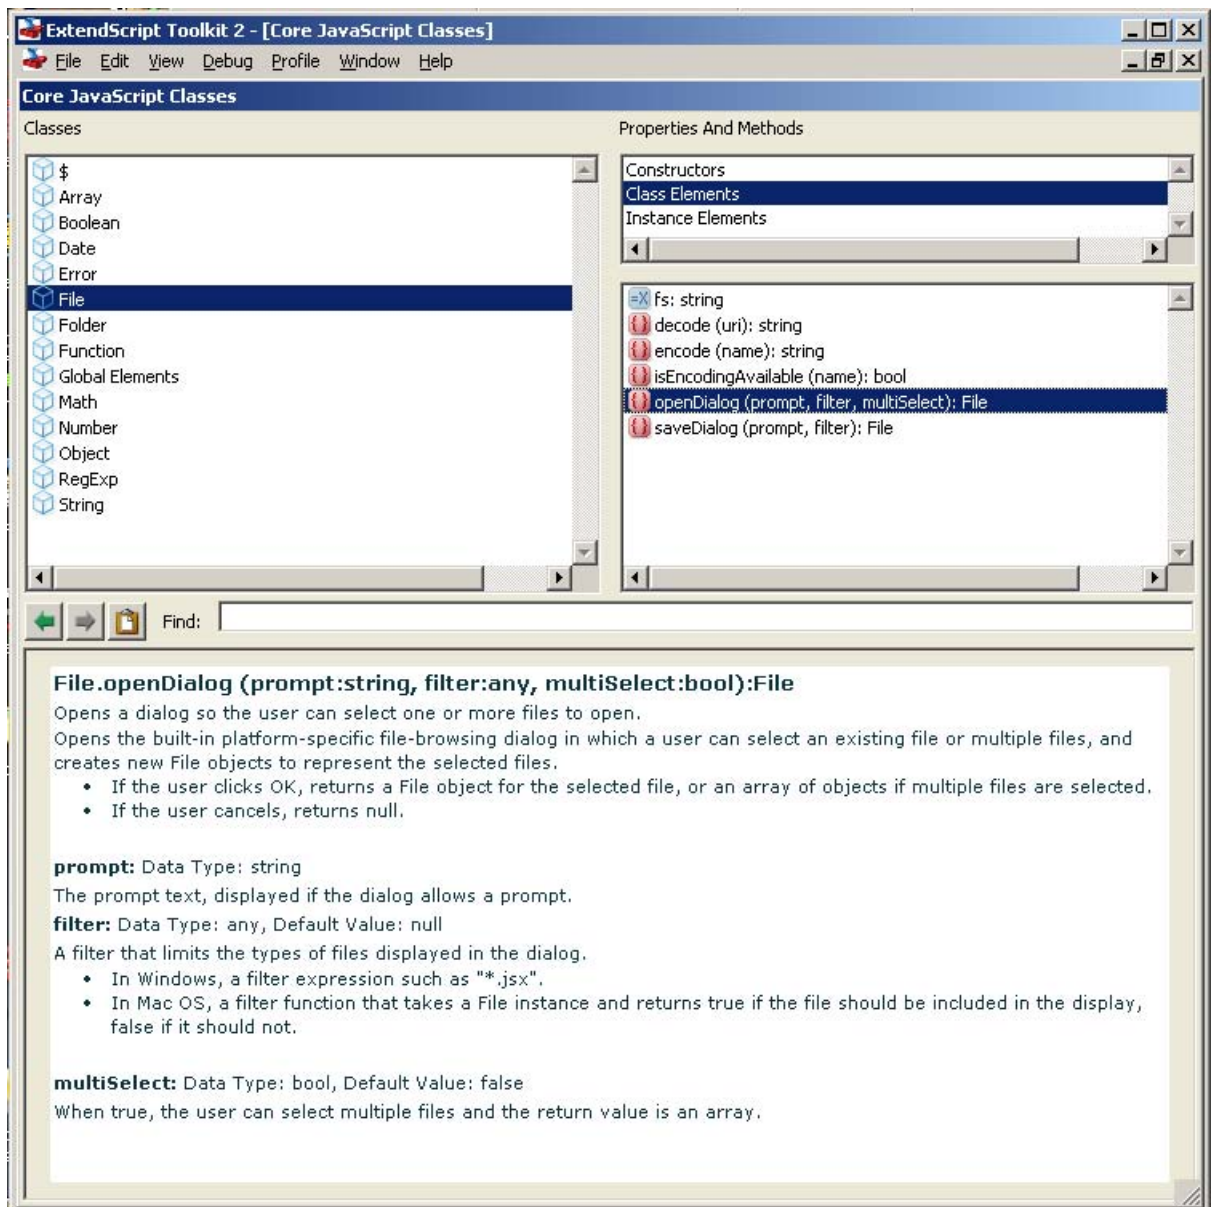 ExtendScript Toolkit 2 - [Core JavaScript Classes]
File Edit View Debug Profile Window Help
Core JavaScript Classes
Classes
$
Array
Boolean
Date
Error
File
Folder
Function
Global Elements
Math
Number
Object
RegExp
String
Properties And Methods
Constructors
Class Elements
Instance Elements
fs: string
decode (uri): string
encode (name): string
isEncodingAvailable (name): bool
openDialog (prompt, filter, multiSelect): File
saveDialog (prompt, filter): File
Find:
File.openDialog (prompt:string, filter:any, multiSelect:bool):File
Opens a dialog so the user can select one or more files to open.
Opens the built-in platform-specific file-browsing dialog in which a user can select an existing file or multiple files, and
creates new File objects to represent the selected files.
• If the user clicks OK, returns a File object for the selected file, or an array of objects if multiple files are selected.
• If the user cancels, returns null.
prompt: Data Type: string
The prompt text, displayed if the dialog allows a prompt.
filter: Data Type: any, Default Value: null
A filter that limits the types of files displayed in the dialog.
• In Windows, a filter expression such as "*.jsx".
• In Mac OS, a filter function that takes a File instance and returns true if the file should be included in the display,
false if it should not.
multiSelect: Data Type: bool, Default Value: false
When true, the user can select multiple files and the return value is an array.